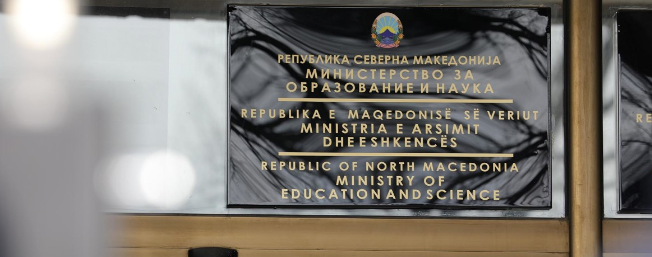 РЕПУБЛИКА СЕВЕРНА МАКЕДОНИЈА
МИНИСТЕРСТВО ЗА
ОБРАЗОВАНИЕ И НАУКА
REPUBLIKA E MAQEDONISË SË VERIUT
MINISTRIA E ARSIMIT
DHE ESHKENCËS
REPUBLIC OF NORTH MACEDONIA
MINISTRY OF
EDUCATION AND SCIENCE